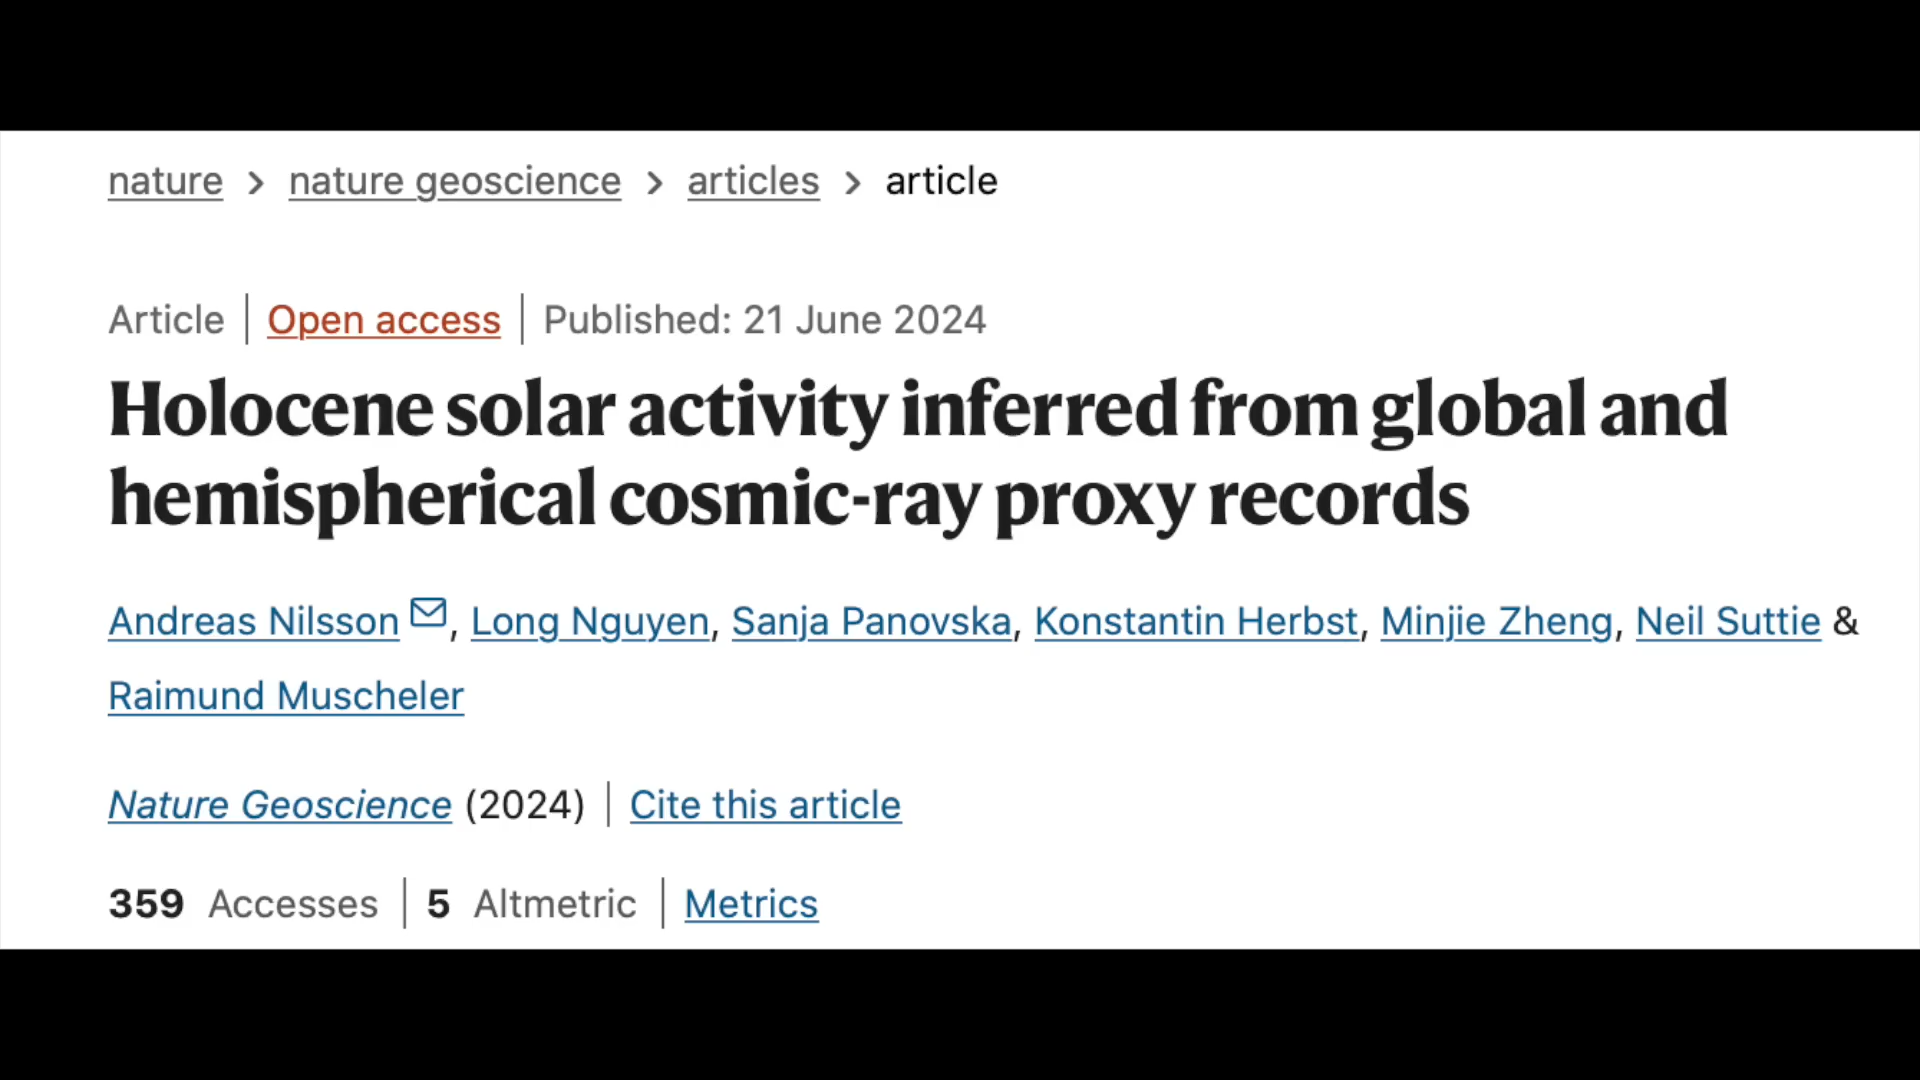 nature > nature geoscience > articles > article
Article | Open access | Published: 21 June 2024
Holocene solar activity inferred from global and
hemispherical cosmic-ray proxy records
Andreas Nilsson, Long Nguyen, Sanja Panovska, Konstantin Herbst, Minjie Zheng, Neil Suttie &
Raimund Muscheler
Nature Geoscience (2024) | Cite this article
359 Accesses | 5 Altmetric | Metrics